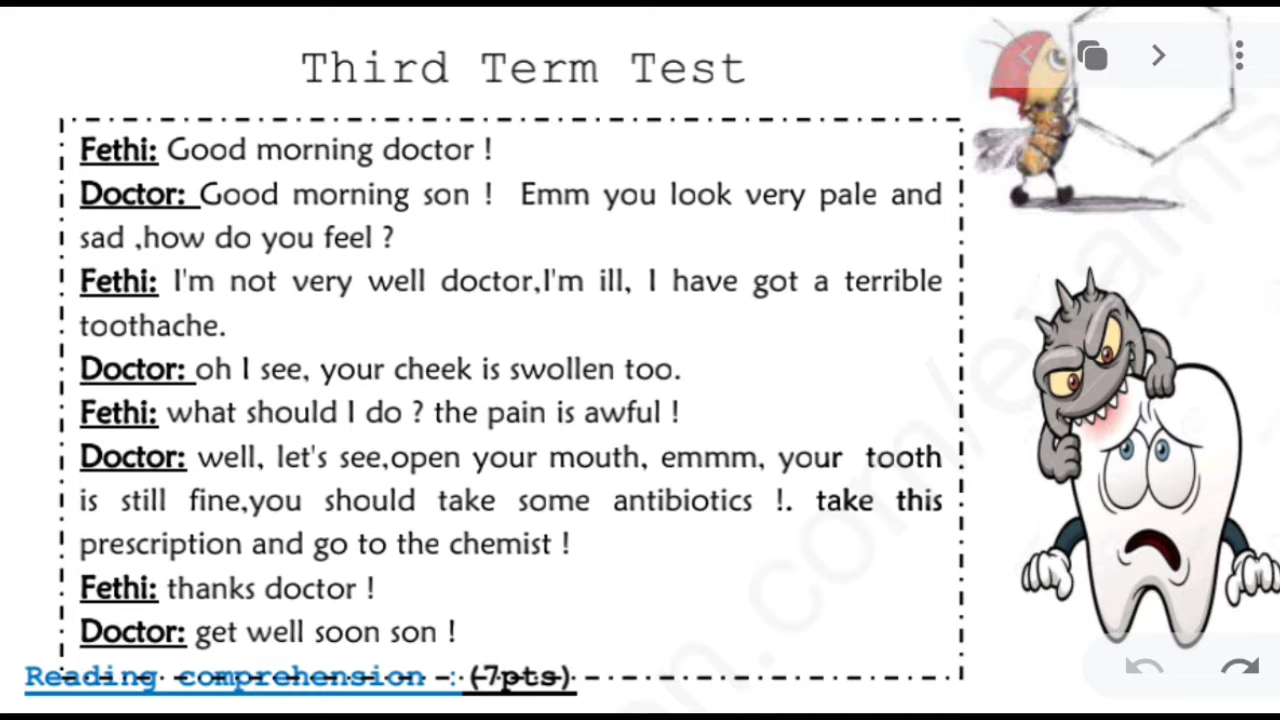 Third Term Test
Fethi: Good morning doctor !
Doctor: Good morning son ! Emm you look very pale and
sad ,how do you feel ?
Fethi: I'm not very well doctor,I'm ill, I have got a terrible
toothache.
Doctor: oh I see, your cheek is swollen too.
Fethi: what should I do ? the pain is awful !
Doctor: well, let's see,open your mouth, emmm, your tooth
is still fine,you should take some antibiotics !. take this
prescription and go to the chemist !
Fethi: thanks doctor !
Doctor: get well soon son !
Reading comprehension : (7pts)